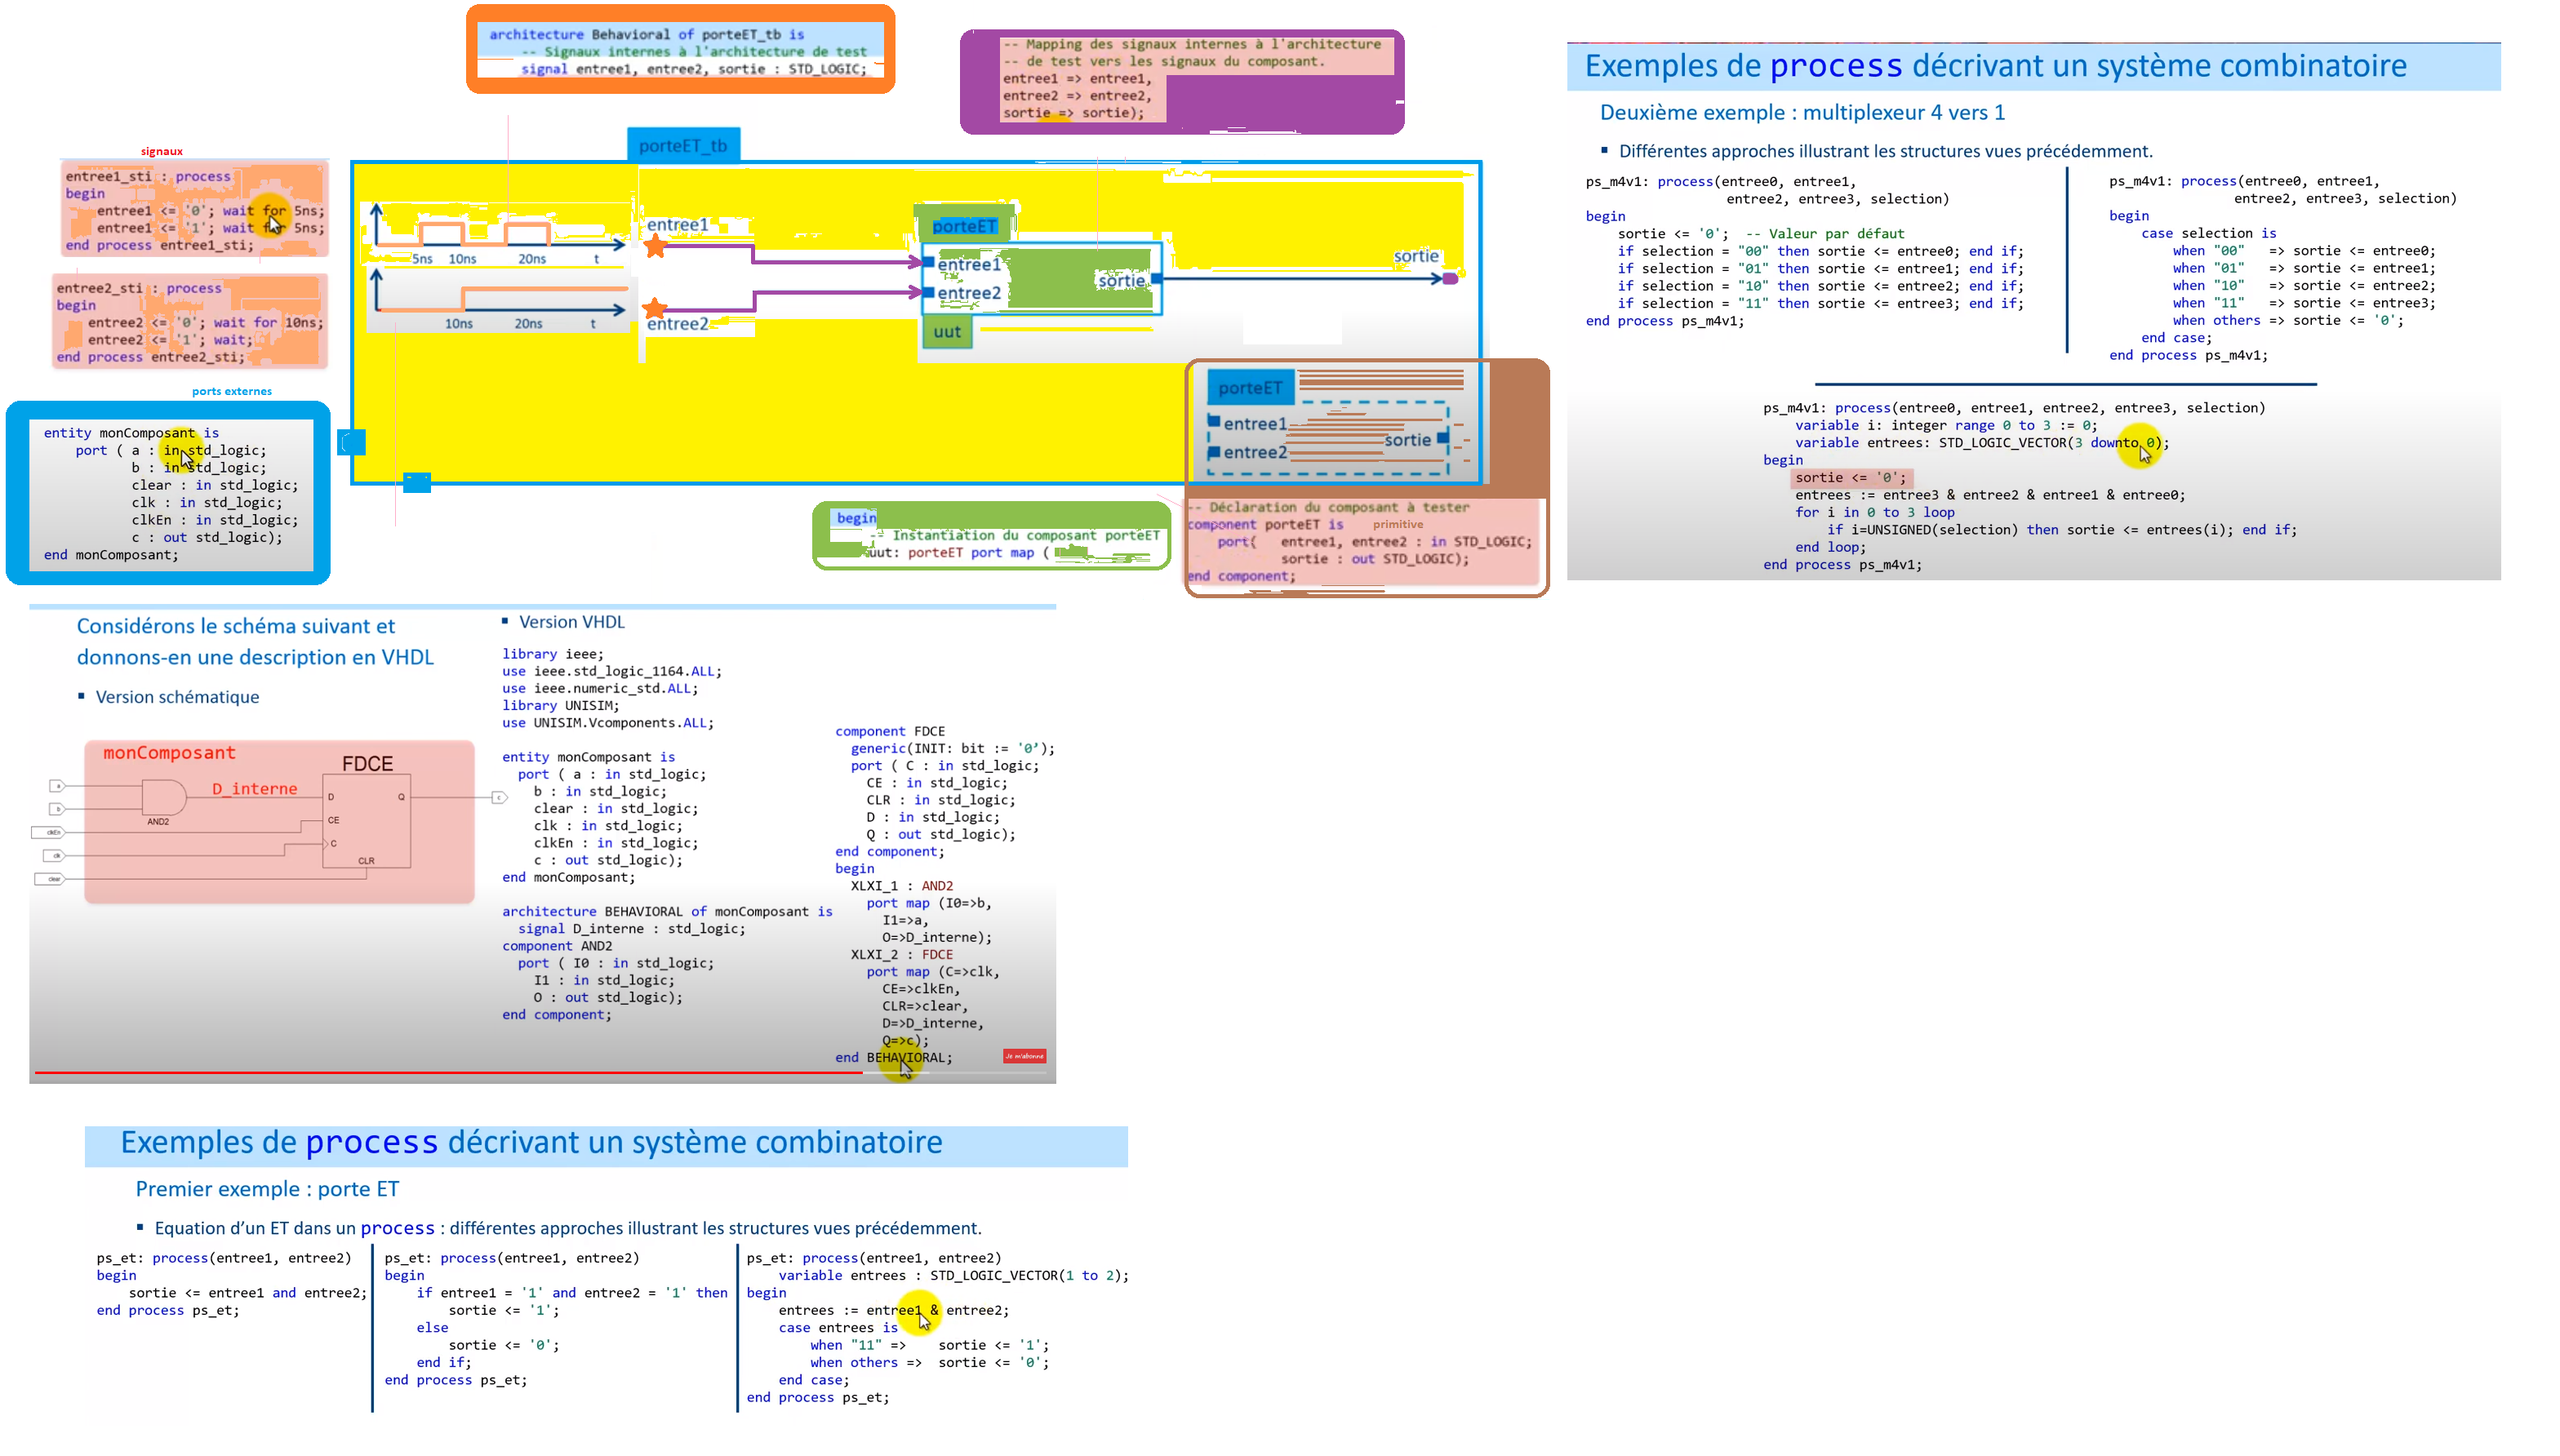 architecture Behavioral of porteET_tb is
-- Signaux internes à l'architecture de test
signal entree1, entree2, sortie : STD_LOGIC;
-- Mapping des signaux internes à l'architecture
-- de test vers les signaux du composant.
entree1 => entree1,
entree2 => entree2,
sortie => sortie);
signaux
entree1_sti : process
begin
entree1 <= '0'; wait for 5ns;
entree1 <= '1'; wait for 5ns;
end process entree1_sti;
entree2_sti : process
begin
entree2 <= '0'; wait for 10ns;
entree2 <= '1'; wait;
end process entree2_sti;
ports externes
entity monComposant is
port ( a : in std_logic;
b : in std_logic;
clear : in std_logic;
clk : in std_logic;
clkEn : in std_logic;
c : out std_logic);
end monComposant;
porteET_tb
5ns 10ns 20ns t
10ns 20ns t
entree1
entree2
porteET
entree1
entree2
sortie
uut
sortie
porteET
entree1
entree2
sortie
begin
-- Instantiation du composant porteET
uut: porteET port map (
-- Déclaration du composant à tester
component porteET is
primitive
port( entree1, entree2 : in STD_LOGIC;
sortie : out STD_LOGIC);
end component;
Exemples de process décrivant un système combinatoire
Deuxième exemple : multiplexeur 4 vers 1
▪ Différentes approches illustrant les structures vues précédemment.
ps_m4v1: process(entree0, entree1,
entree2, entree3, selection)
begin
sortie <= '0'; -- Valeur par défaut
if selection = "00" then sortie <= entree0; end if;
if selection = "01" then sortie <= entree1; end if;
if selection = "10" then sortie <= entree2; end if;
if selection = "11" then sortie <= entree3; end if;
end process ps_m4v1;
ps_m4v1: process(entree0, entree1,
entree2, entree3, selection)
begin
case selection is
when "00" => sortie <= entree0;
when "01" => sortie <= entree1;
when "10" => sortie <= entree2;
when "11" => sortie <= entree3;
when others => sortie <= '0';
end case;
end process ps_m4v1;
ps_m4v1: process(entree0, entree1, entree2, entree3, selection)
variable i: integer range 0 to 3 := 0;
variable entrees: STD_LOGIC_VECTOR(3 downto 0);
begin
sortie <= '0';
entrees := entree3 & entree2 & entree1 & entree0;
for i in 0 to 3 loop
if i=UNSIGNED(selection) then sortie <= entrees(i); end if;
end loop;
end process ps_m4v1;
Considérons le schéma suivant et
donnons-en une description en VHDL
▪ Version schématique
monComposant
D_interne
FDCE
a
b
clkEn
clk
clear
AND2
D
Q
CE
C
CLR
c
▪ Version VHDL
library ieee;
use ieee.std_logic_1164.ALL;
use ieee.numeric_std.ALL;
library UNISIM;
use UNISIM.Vcomponents.ALL;
entity monComposant is
port ( a : in std_logic;
b : in std_logic;
clear : in std_logic;
clk : in std_logic;
clkEn : in std_logic;
c : out std_logic);
end monComposant;
architecture BEHAVIORAL of monComposant is
signal D_interne : std_logic;
component AND2
port ( I0 : in std_logic;
I1 : in std_logic;
O : out std_logic);
end component;
component FDCE
generic(INIT: bit := '0’);
port ( C : in std_logic;
CE : in std_logic;
CLR : in std_logic;
D : in std_logic;
Q : out std_logic);
end component;
begin
XLXI_1 : AND2
port map (I0=>b,
I1=>a,
O=>D_interne);
XLXI_2 : FDCE
port map (C=>clk,
CE=>clkEn,
CLR=>clear,
D=>D_interne,
Q=>c);
end BEHAVIORAL;
Je m'abonne
Exemples de process décrivant un système combinatoire
Premier exemple : porte ET
▪ Equation d’un ET dans un process : différentes approches illustrant les structures vues précédemment.
ps_et: process(entree1, entree2)
begin
sortie <= entree1 and entree2;
end process ps_et;
ps_et: process(entree1, entree2)
begin
if entree1 = '1' and entree2 = '1' then
sortie <= '1';
else
sortie <= '0';
end if;
end process ps_et;
ps_et: process(entree1, entree2)
variable entrees : STD_LOGIC_VECTOR(1 to 2);
begin
entrees := entree1 & entree2;
case entrees is
when "11" => sortie <= '1';
when others => sortie <= '0';
end case;
end process ps_et;